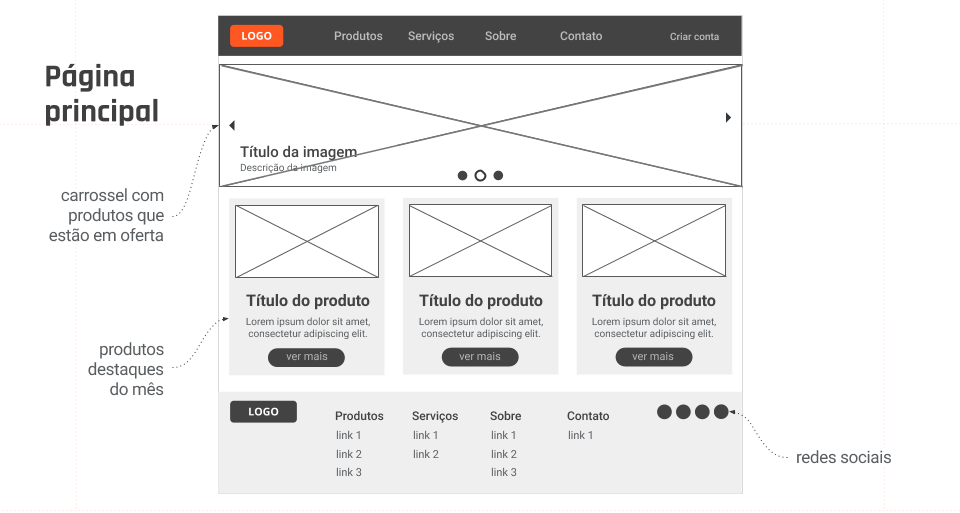 LOGO
Produtos
Serviços
Sobre
Contato
Criar conta
Página
principal
Título da imagem
Descrição da imagem
carrossel com
produtos que
estão em oferta
Título do produto
Lorem ipsum dolor sit amet,
consectetur adipiscing elit.
ver mais
Título do produto
Lorem ipsum dolor sit amet,
consectetur adipiscing elit.
ver mais
Título do produto
Lorem ipsum dolor sit amet,
consectetur adipiscing elit.
ver mais
produtos
destaques
do mês
LOGO
Produtos
link 1
link 2
link 3
Serviços
link 1
link 2
Sobre
link 1
link 2
link 3
Contato
link 1
redes sociais